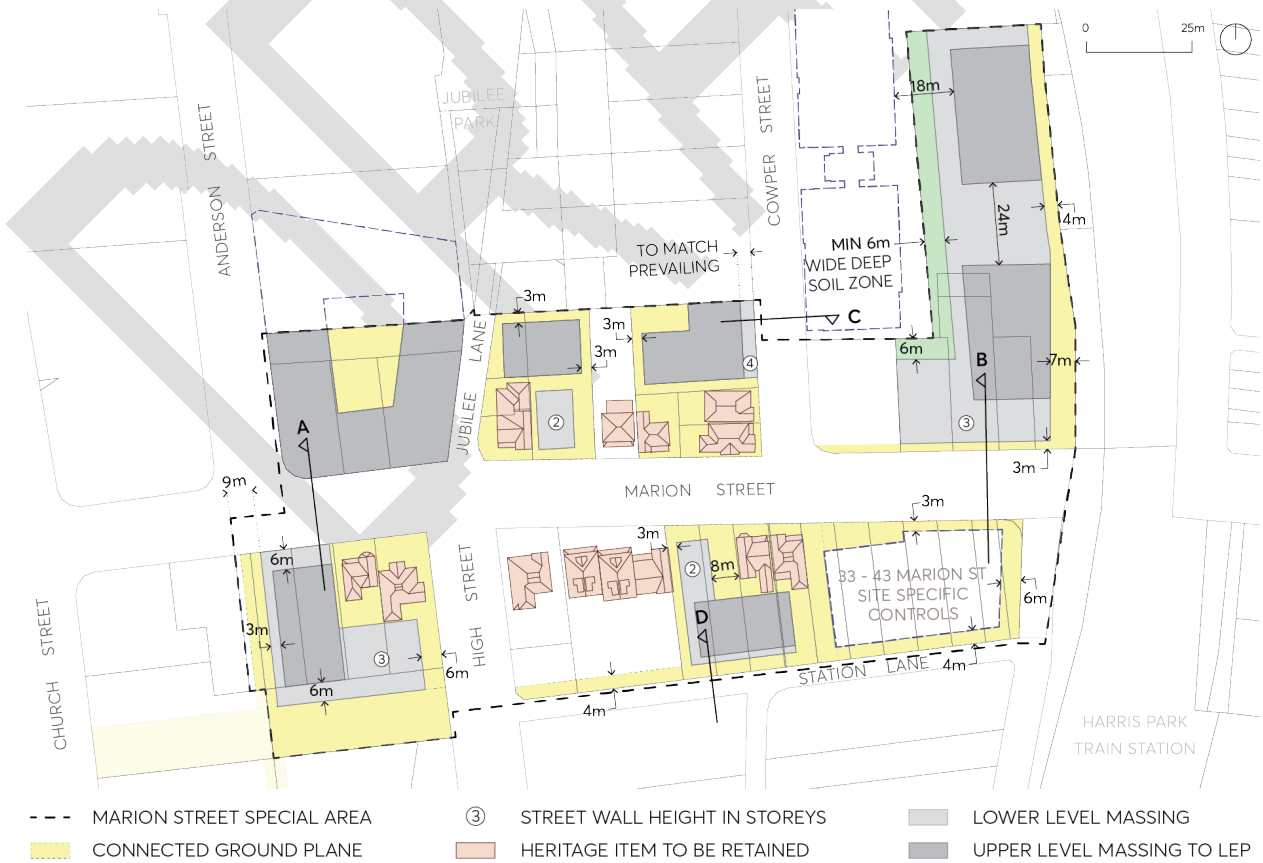 0 25m
JUBILEE
PARK
ANDERSON STREET
COWPER STREET
18m
4m
24m
TO MATCH
PREVAILING
MIN 6m
WIDE DEEP
SOIL ZONE
3m
JUBILEE LANE
3m
3m
C
4
6m
B
7m
A
2
3
9m
MARION STREET
3m
3m
6m
3m
2
8m
33 - 43 MARION ST
SITE SPECIFIC
CONTROLS
6m
CHURCH STREET
HIGH STREET
3m
D
3
6m
6m
STATION LANE
4m
4m
HARRIS PARK
TRAIN STATION
MARION STREET SPECIAL AREA
3 STREET WALL HEIGHT IN STOREYS
LOWER LEVEL MASSING
CONNECTED GROUND PLANE
HERITAGE ITEM TO BE RETAINED
UPPER LEVEL MASSING TO LEP